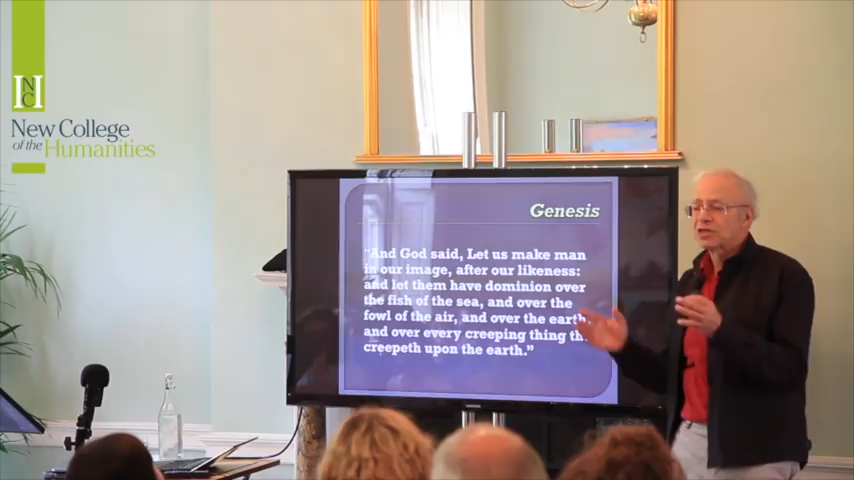 NCH
New College
of the Humanities
Genesis
"And God said, Let us make man
in our image, after our likeness:
and let them have dominion over
the fish of the sea, and over the
fowl of the air, and over the earth,
and over every creeping thing
creepeth upon the earth."
SAMSUNG